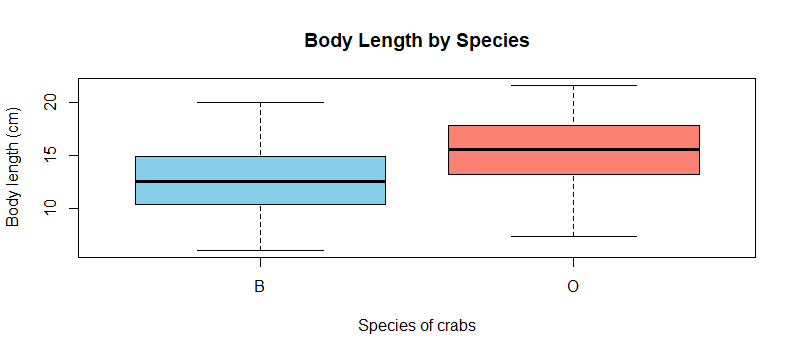 Body Length by Species
Body length (cm)
20
15
10
B
O
Species of crabs